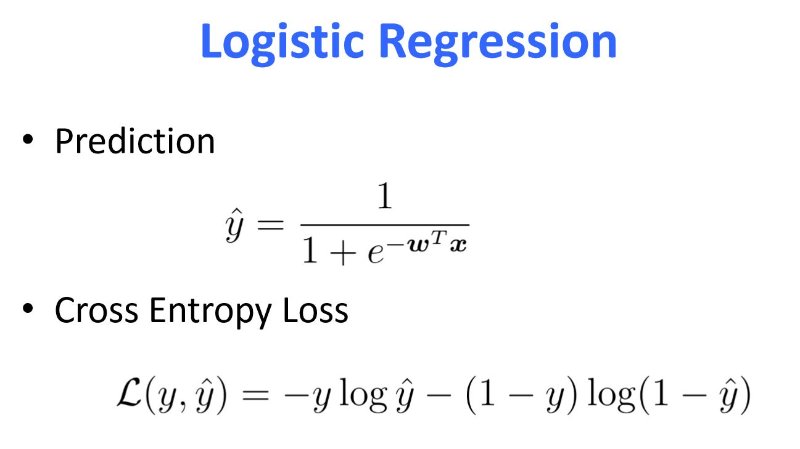 Logistic Regression
• Prediction
$\hat{y} = \frac{1}{1 + e^{-\boldsymbol{w}^T \boldsymbol{x}}}$
• Cross Entropy Loss
$\mathcal{L}(y, \hat{y}) = -y \log \hat{y} - (1 - y) \log(1 - \hat{y})$